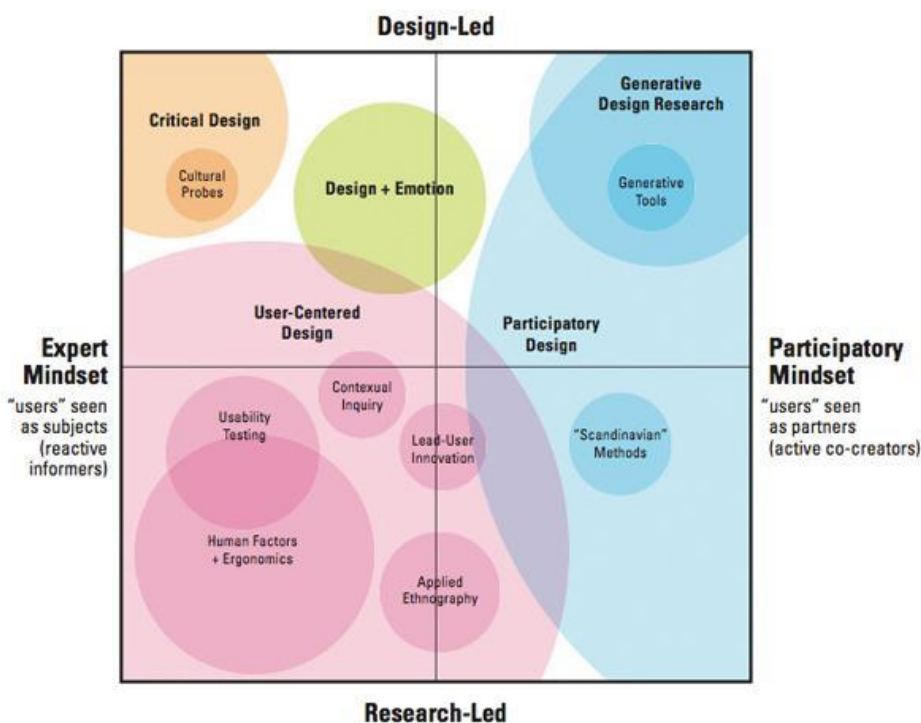 Design-Led
Critical Design
Cultural
Probes
Design + Emotion
Generative
Design Research
Generative
Tools
User-Centered
Design
Participatory
Design
Expert
Mindset
"users" seen
as subjects
(reactive
informers)
Participatory
Mindset
"users" seen
as partners
(active co-creators)
Contexual
Inquiry
Usability
Testing
Lead-User
Innovation
"Scandinavian"
Methods
Human Factors
+ Ergonomics
Applied
Ethnography
Research-Led